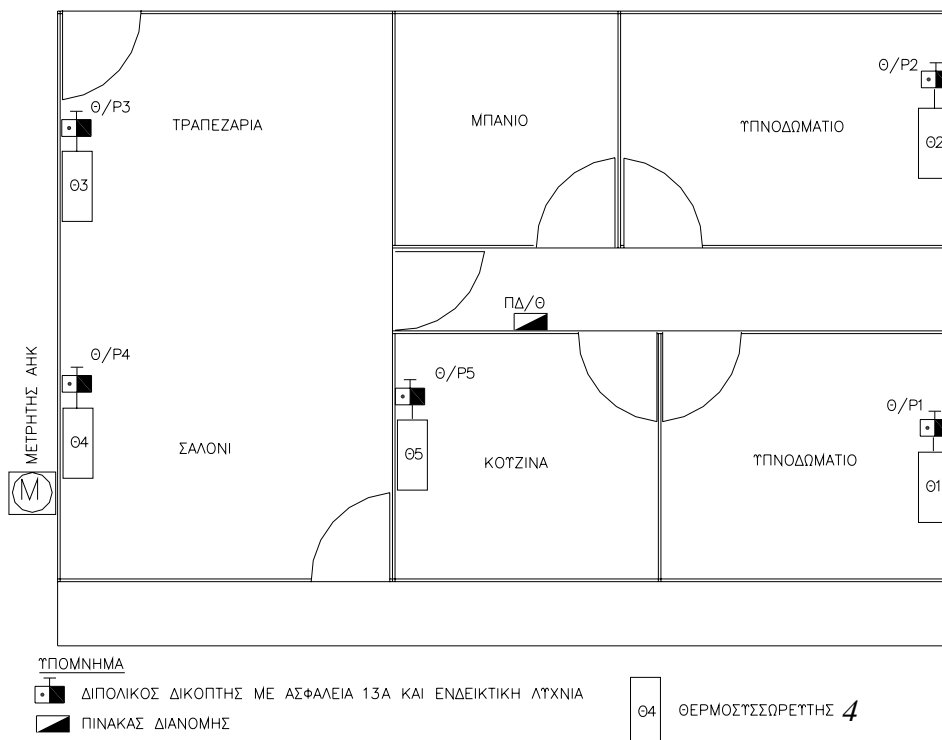 Θ/Ρ2
Θ/Ρ3
ΤΡΑΠΕΖΑΡΙΑ
ΜΠΑΝΙΟ
ΥΠΝΟΔΩΜΑΤΙΟ
Θ2
Θ3
ΠΔ/Θ
ΜΕΤΡΗΤΗΣ ΑΗΚ
Θ/Ρ4
Θ/Ρ5
Θ/Ρ1
Θ4
ΣΑΛΟΝΙ
Θ5
ΚΟΥΖΙΝΑ
ΥΠΝΟΔΩΜΑΤΙΟ
Θ1
Μ
ΥΠΟΜΝΗΜΑ
ΔΙΠΟΛΙΚΟΣ ΔΙΚΟΠΤΗΣ ΜΕ ΑΣΦΑΛΕΙΑ 13Α ΚΑΙ ΕΝΔΕΙΚΤΙΚΗ ΛΥΧΝΙΑ
ΠΙΝΑΚΑΣ ΔΙΑΝΟΜΗΣ
Θ4 ΘΕΡΜΟΣΥΣΣΩΡΕΥΤΗΣ 4